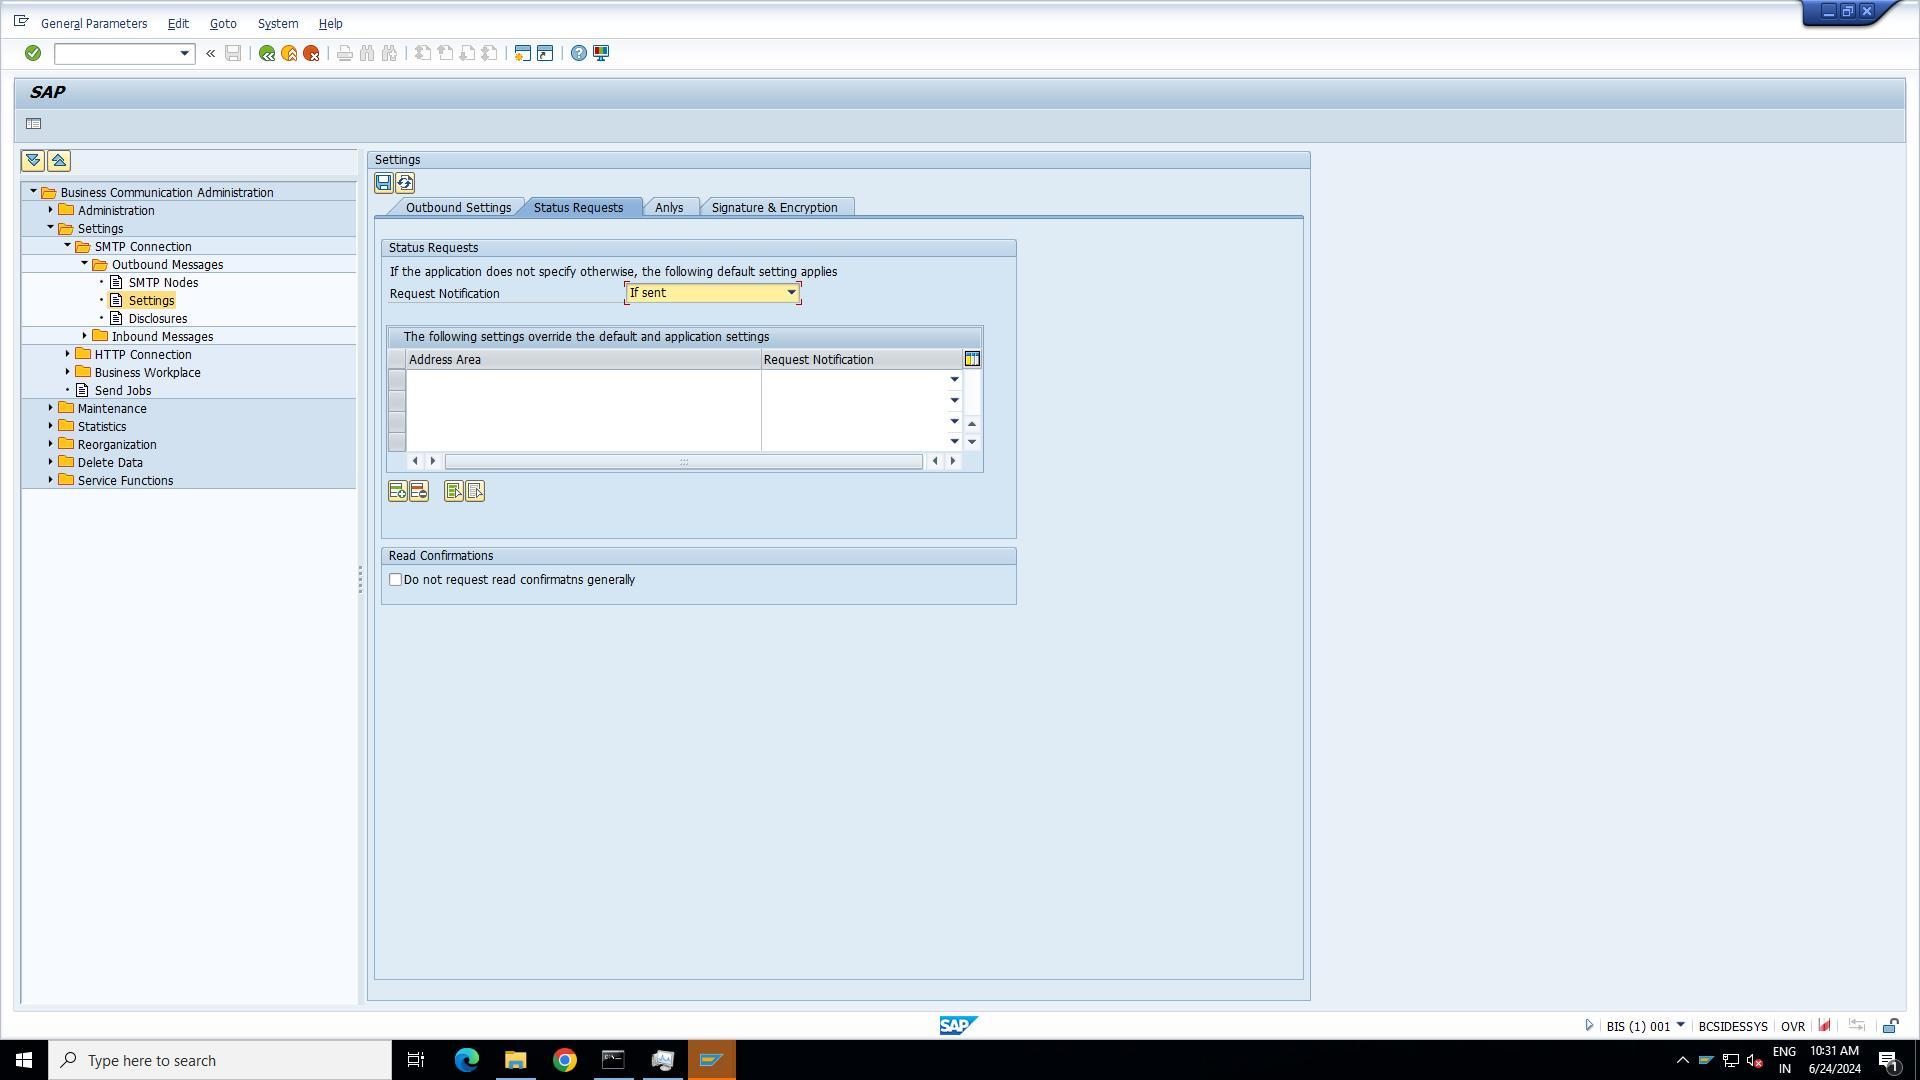 General Parameters Edit Goto System Help
SAP
Settings
Outbound Settings Status Requests Anlys Signature & Encryption
Business Communication Administration
Administration
Settings
SMTP Connection
Outbound Messages
SMTP Nodes
Settings
Disclosures
Inbound Messages
HTTP Connection
Business Workplace
Send Jobs
Maintenance
Statistics
Reorganization
Delete Data
Service Functions
Status Requests
If the application does not specify otherwise, the following default setting applies
Request Notification If sent
The following settings override the default and application settings
Address Area Request Notification
Read Confirmations
Do not request read confirmatns generally
SAP
BIS (1) 001 BCSIDESSYS OVR
Type here to search
ENG
IN
10:31 AM
6/24/2024
1